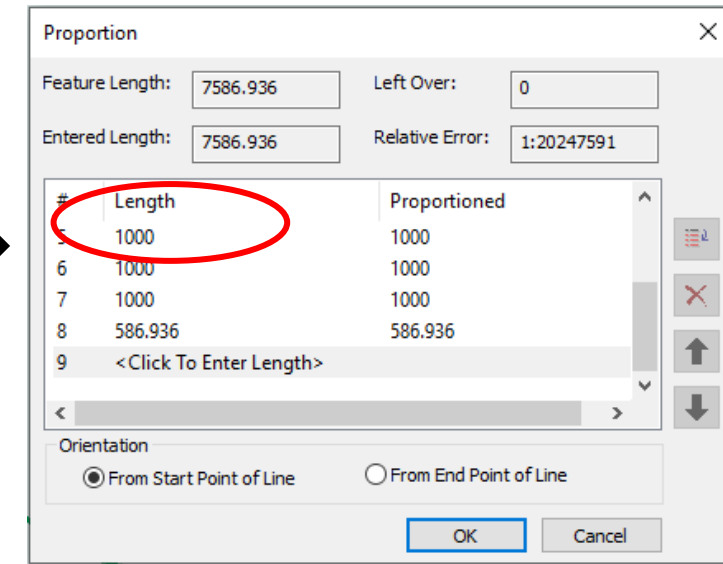 Proportion
Feature Length: 7586.936 Left Over: 0
Entered Length: 7586.936 Relative Error: 1:20247591
# Length Proportioned
5 1000 1000
6 1000 1000
7 1000 1000
8 586.936 586.936
9 <Click To Enter Length>
Orientation
From Start Point of Line From End Point of Line
OK Cancel